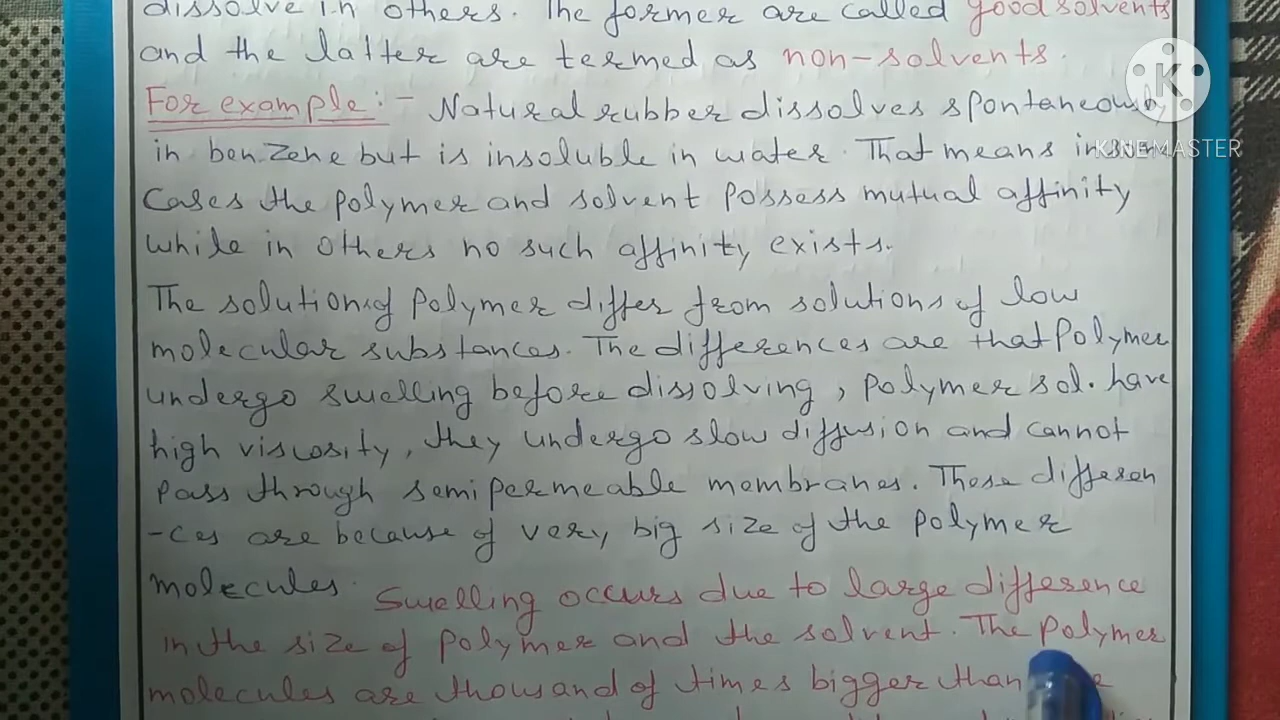 dissolve in others. The former are called good solvents
and the latter are termed as non-solvents.
For example:- Natural rubber dissolves spontaneously
in benzene but is insoluble in water. That means in some
Cases the polymer and solvent possess mutual affinity
while in others no such affinity exists.
The solutions of polymer differ from solutions of low
molecular substances. The differences are that polymer
undergo swelling before dissolving, polymer sol. have
high viscosity, they undergo slow diffusion and cannot
pass through semipermeable membranes. These differen
-ces are because of very big size of the polymer
molecules. Swelling occurs due to large difference
in the size of polymer and the solvent. The polymer
molecules are thousand of times bigger than
K
KINEMASTER